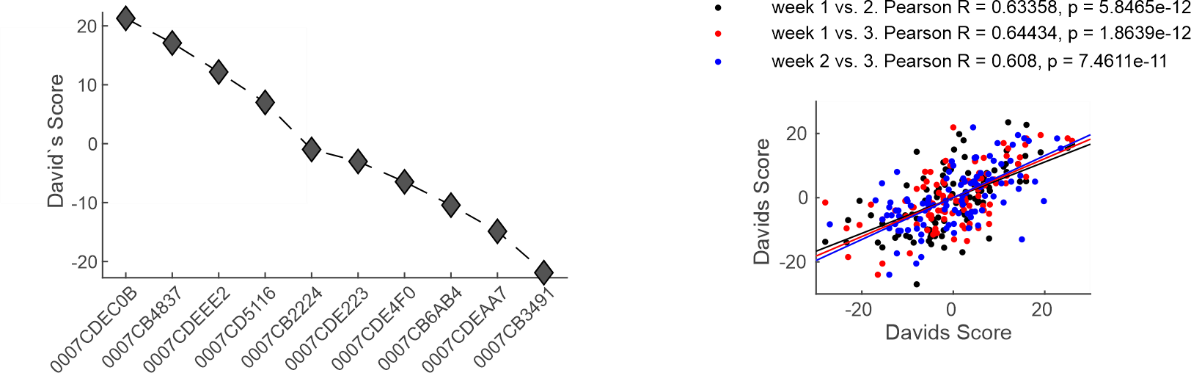 20
10
0
-10
-20
David`s Score
0007CDEC0B
0007CB4837
0007CDEEE2
0007CD5116
0007CB2224
0007CDE223
0007CDE4F0
0007CB6AB4
0007CDEAA7
0007CB3491
week 1 vs. 2. Pearson R = 0.63358, p = 5.8465e-12
week 1 vs. 3. Pearson R = 0.64434, p = 1.8639e-12
week 2 vs. 3. Pearson R = 0.608, p = 7.4611e-11
20
0
-20
Davids Score
-20 0 20
Davids Score